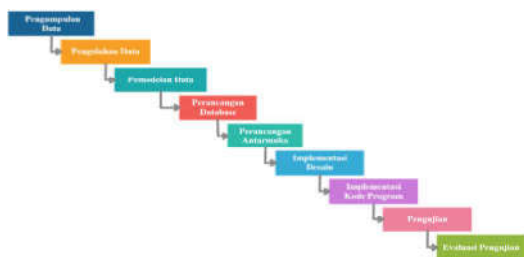 Pengumpulan
Data
Pengolahan Data
Pemodelan Data
Perancangan
Database
Perancangan
Antarmuka
Implementasi
Desain
Implementasi
Kode Program
Pengujian
Evaluasi Pengujian